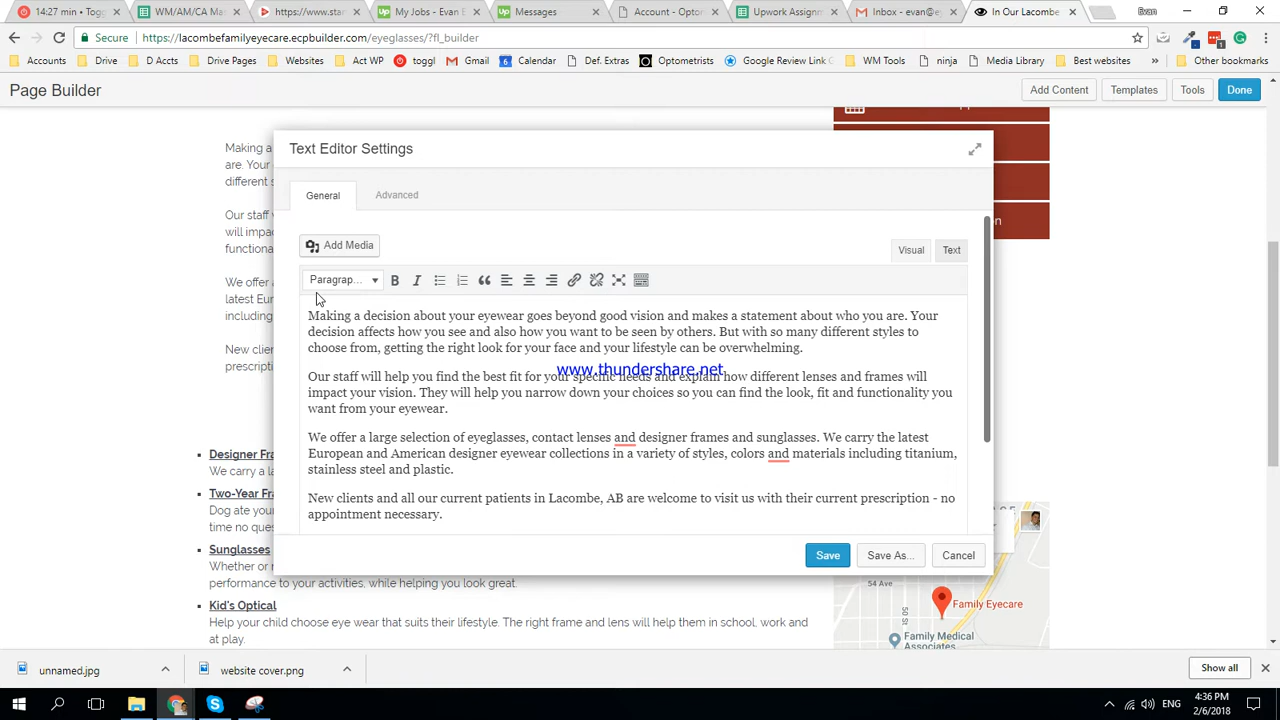 14:27 min • Togg
WM/AM/CA Ma
https://www.star
My Jobs - Evan E
Messages
Account - Optor
Upwork Assignm
Inbox - evan@e
In Our Lacombe
Evan
Secure
https://lacombefamilyeyecare.ecpbuilder.com/eyeglasses/?fl_builder
Accounts
Drive
D Accts
Drive Pages
Websites
Act WP
toggl
Gmail
Calendar
Def. Extras
Optometrists
Google Review Link G
WM Tools
ninja
Media Library
Best websites
»
Other bookmarks
Page Builder
Add Content
Templates
Tools
Done
Making a
are. Your
different s
Our staff
will impa
functiona
We offer a
latest Eur
including
New clien
prescripti
Text Editor Settings
General
Advanced
Add Media
Visual
Text
Paragrap...
Making a decision about your eyewear goes beyond good vision and makes a statement about who you are. Your
decision affects how you see and also how you want to be seen by others. But with so many different styles to
choose from, getting the right look for your face and your lifestyle can be overwhelming.
www.thundershare.net
Our staff will help you find the best fit for your specific needs and explain how different lenses and frames will
impact your vision. They will help you narrow down your choices so you can find the look, fit and functionality you
want from your eyewear.
We offer a large selection of eyeglasses, contact lenses and designer frames and sunglasses. We carry the latest
European and American designer eyewear collections in a variety of styles, colors and materials including titanium,
stainless steel and plastic.
New clients and all our current patients in Lacombe, AB are welcome to visit us with their current prescription - no
appointment necessary.
Save
Save As...
Cancel
Designer Fra
We carry a la
Two-Year Fra
Dog ate your
time no ques
Sunglasses
Whether or n
performance to your activities, while helping you look great.
Kid's Optical
Help your child choose eye wear that suits their lifestyle. The right frame and lens will help them in school, work and
at play.
54 Ave
50 St
Family Eyecare
Family Medical
Associates
unnamed.jpg
website cover.png
Show all
ENG
4:36 PM
2/6/2018